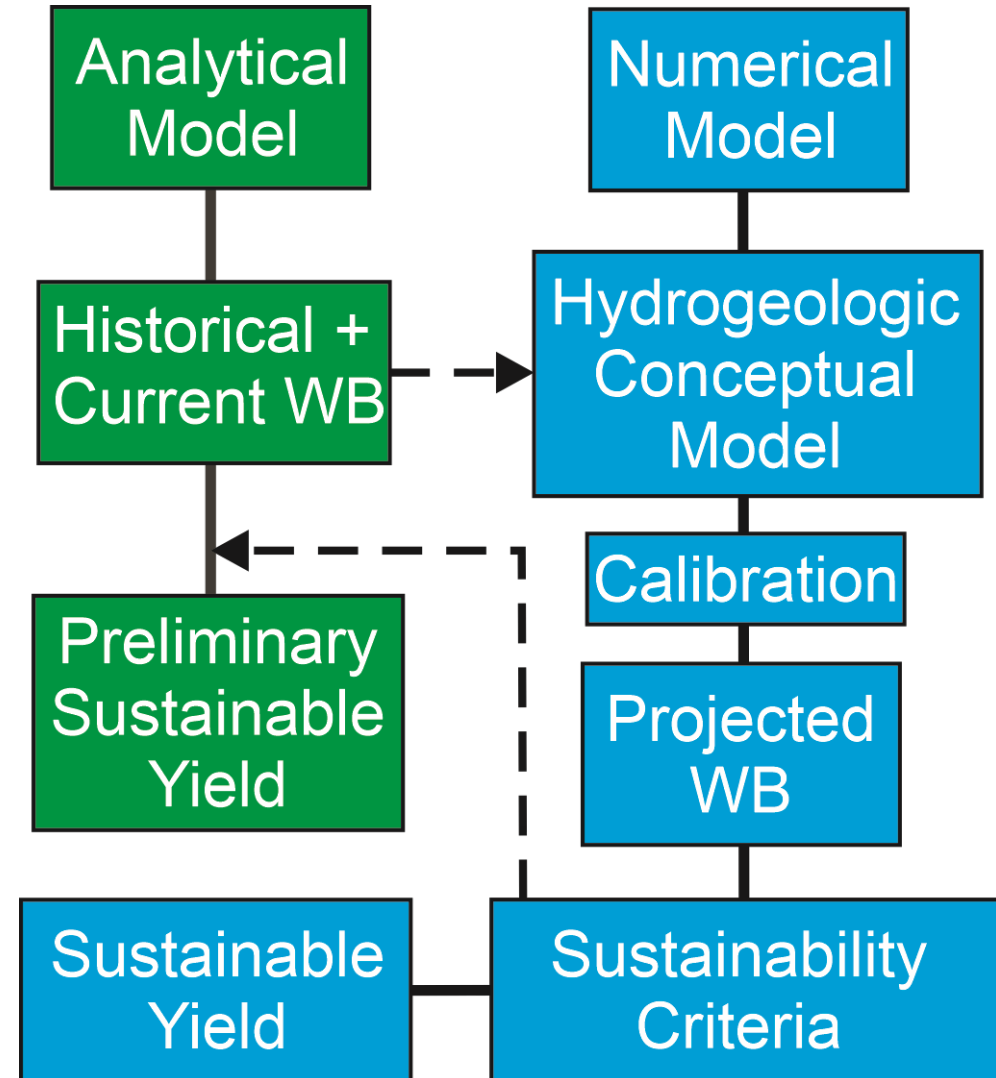 Analytical
Model
Historical +
Current WB
Preliminary
Sustainable
Yield
Numerical
Model
Hydrogeologic
Conceptual
Model
Calibration
Projected
WB
Sustainability
Criteria
Sustainable
Yield